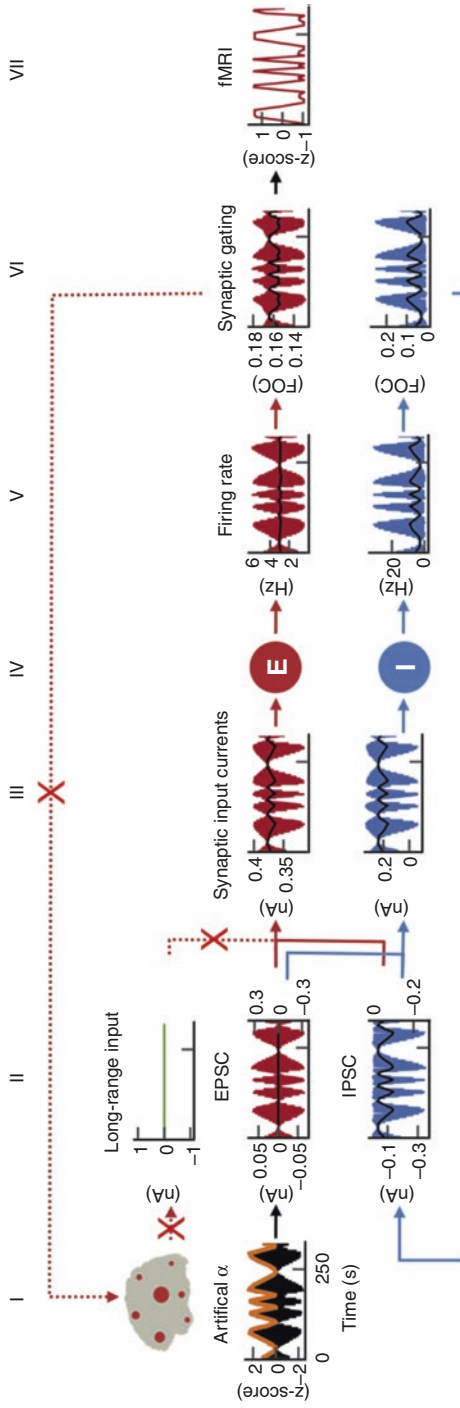 I
II
III
IV
V
VI
VII
Long-range input
1
0
−1
(nA)
Artifical α
2
0
−2
(z-score)
0
250
Time (s)
EPSC
0.05
0
−0.05
(nA)
0.3
0
−0.3
IPSC
−0.1
−0.3
(nA)
0
−0.2
Synaptic input currents
0.4
0.35
(nA)
0.2
0
(nA)
E
I
Firing rate
6
4
2
(Hz)
20
0
(Hz)
Synaptic gating
0.18
0.16
0.14
(FOC)
0.2
0.1
0
(FOC)
fMRI
1
0
−1
(z-score)